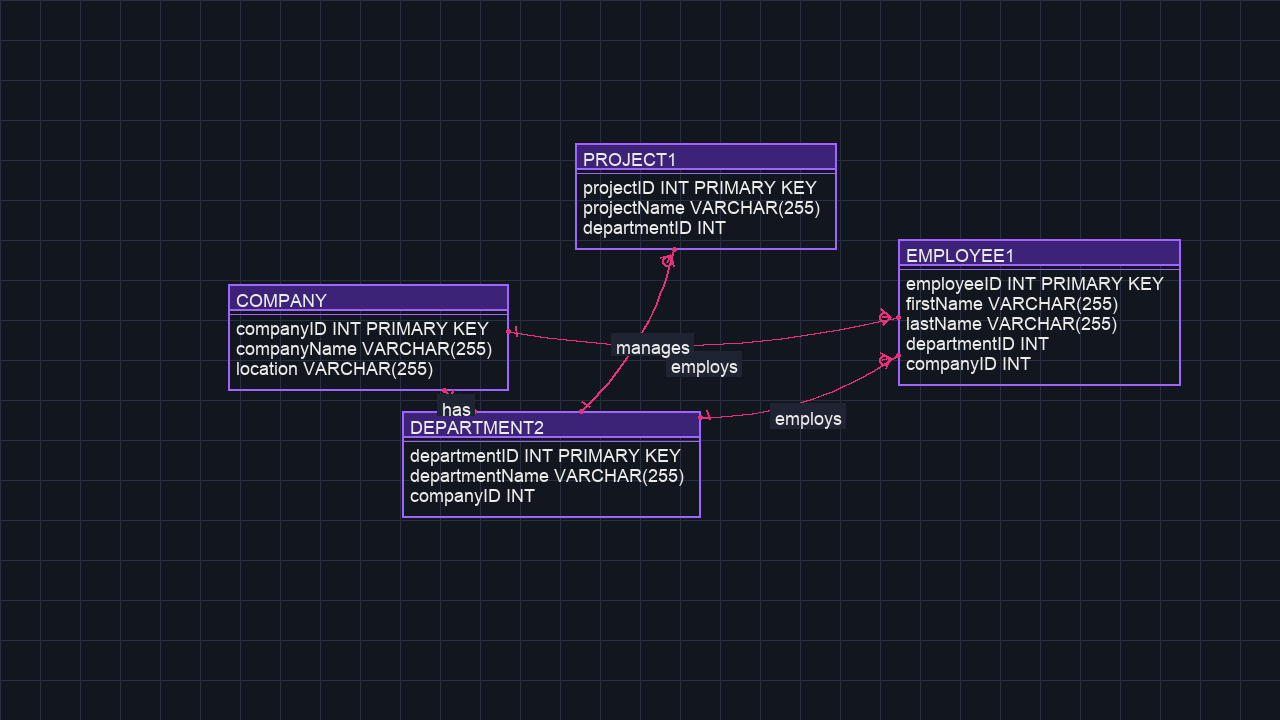 PROJECT1
projectID INT PRIMARY KEY
projectName VARCHAR(255)
departmentID INT
EMPLOYEE1
employeeID INT PRIMARY KEY
firstName VARCHAR(255)
lastName VARCHAR(255)
departmentID INT
companyID INT
COMPANY
companyID INT PRIMARY KEY
companyName VARCHAR(255)
location VARCHAR(255)
manages
employs
has
employs
DEPARTMENT2
departmentID INT PRIMARY KEY
departmentName VARCHAR(255)
companyID INT